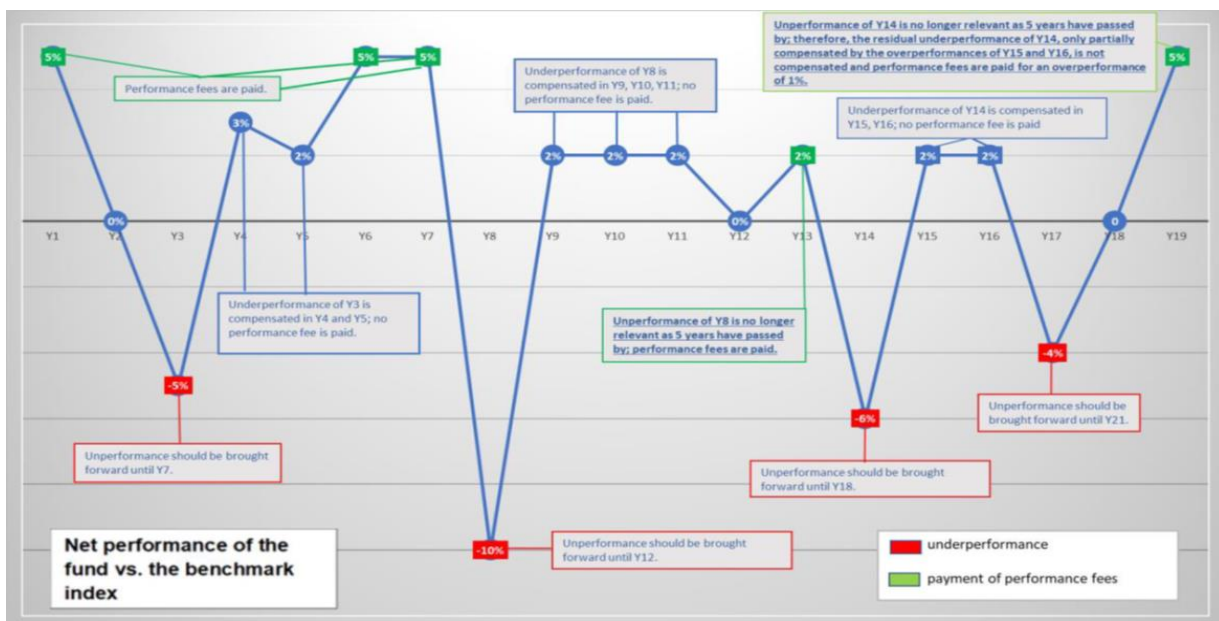 Unperformance of Y14 is no longer relevant as 5 years have passed
by; therefore, the residual underperformance of Y14, only partially
compensated by the overperformances of Y15 and Y16, is not
compensated and performance fees are paid for an overperformance
of 1%.
5%
5%
5%
5%
Performance fees are paid.
Underperformance of Y8 is
compensated in Y9, Y10, Y11; no
performance fee is paid.
Underperformance of Y14 is compensated in
Y15, Y16; no performance fee is paid
3%
2%
2%
2%
2%
2%
2%
2%
0%
0%
0
Y1
Y2
Y3
Y4
Y5
Y6
Y7
Y8
Y9
Y10
Y11
Y12
Y13
Y14
Y15
Y16
Y17
Y18
Y19
Underperformance of Y3 is
compensated in Y4 and Y5; no
performance fee is paid.
Unperformance of Y8 is no longer
relevant as 5 years have passed
by; performance fees are paid.
-4%
-5%
-6%
Unperformance should be
brought forward until Y21.
Unperformance should be brought
forward until Y7.
Unperformance should be brought
forward until Y18.
-10%
Unperformance should be brought
forward until Y12.
Net performance of the
fund vs. the benchmark
index
underperformance
payment of performance fees